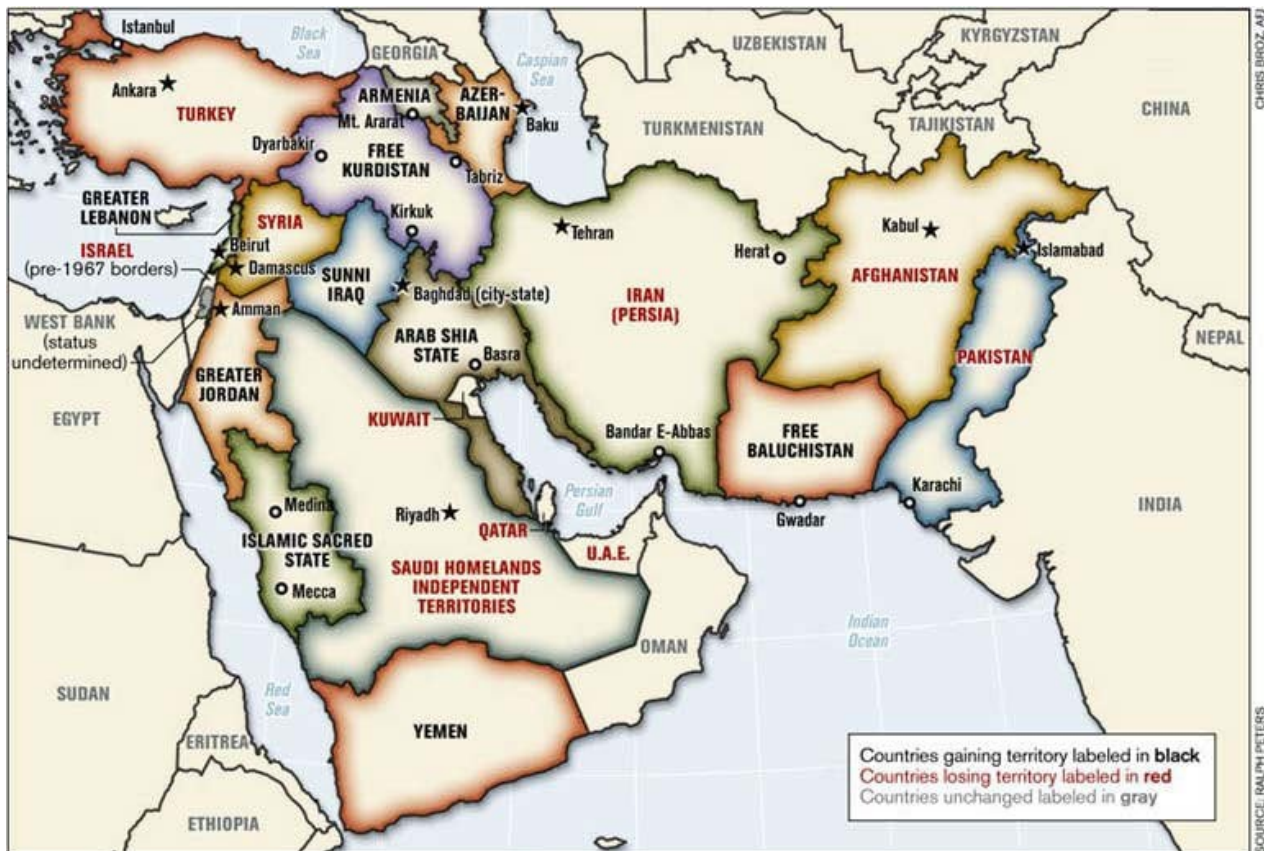 Istanbul
Black
Sea
GEORGIA
Caspian
Sea
UZBEKISTAN
KYRGYZSTAN
CHRIS BROZ, AFJ
Ankara
TURKEY
ARMENIA
Mt. Ararat
AZER-
BAIJAN
Baku
TURKMENISTAN
TAJIKISTAN
CHINA
Dyarbakir
FREE
KURDISTAN
Tabriz
GREATER
LEBANON
SYRIA
Kirkuk
Tehran
Herat
Kabul
Islamabad
ISRAEL
(pre-1967 borders)
Beirut
Damascus
SUNNI
IRAQ
Baghdad (city-state)
IRAN
(PERSIA)
AFGHANISTAN
WEST BANK
(status
undetermined)
Amman
ARAB SHIA
STATE
Basra
PAKISTAN
NEPAL
GREATER
JORDAN
EGYPT
KUWAIT
Bandar E-Abbas
FREE
BALUCHISTAN
Medina
ISLAMIC SACRED
STATE
Mecca
Riyadh
Persian
Gulf
QATAR
U.A.E.
Gwadar
Karachi
INDIA
SAUDI HOMELANDS
INDEPENDENT
TERRITORIES
OMAN
Indian
Ocean
SUDAN
Red
Sea
YEMEN
ERITREA
ETHIOPIA
Countries gaining territory labeled in black
Countries losing territory labeled in red
Countries unchanged labeled in gray
SOURCE: RALPH PETERS